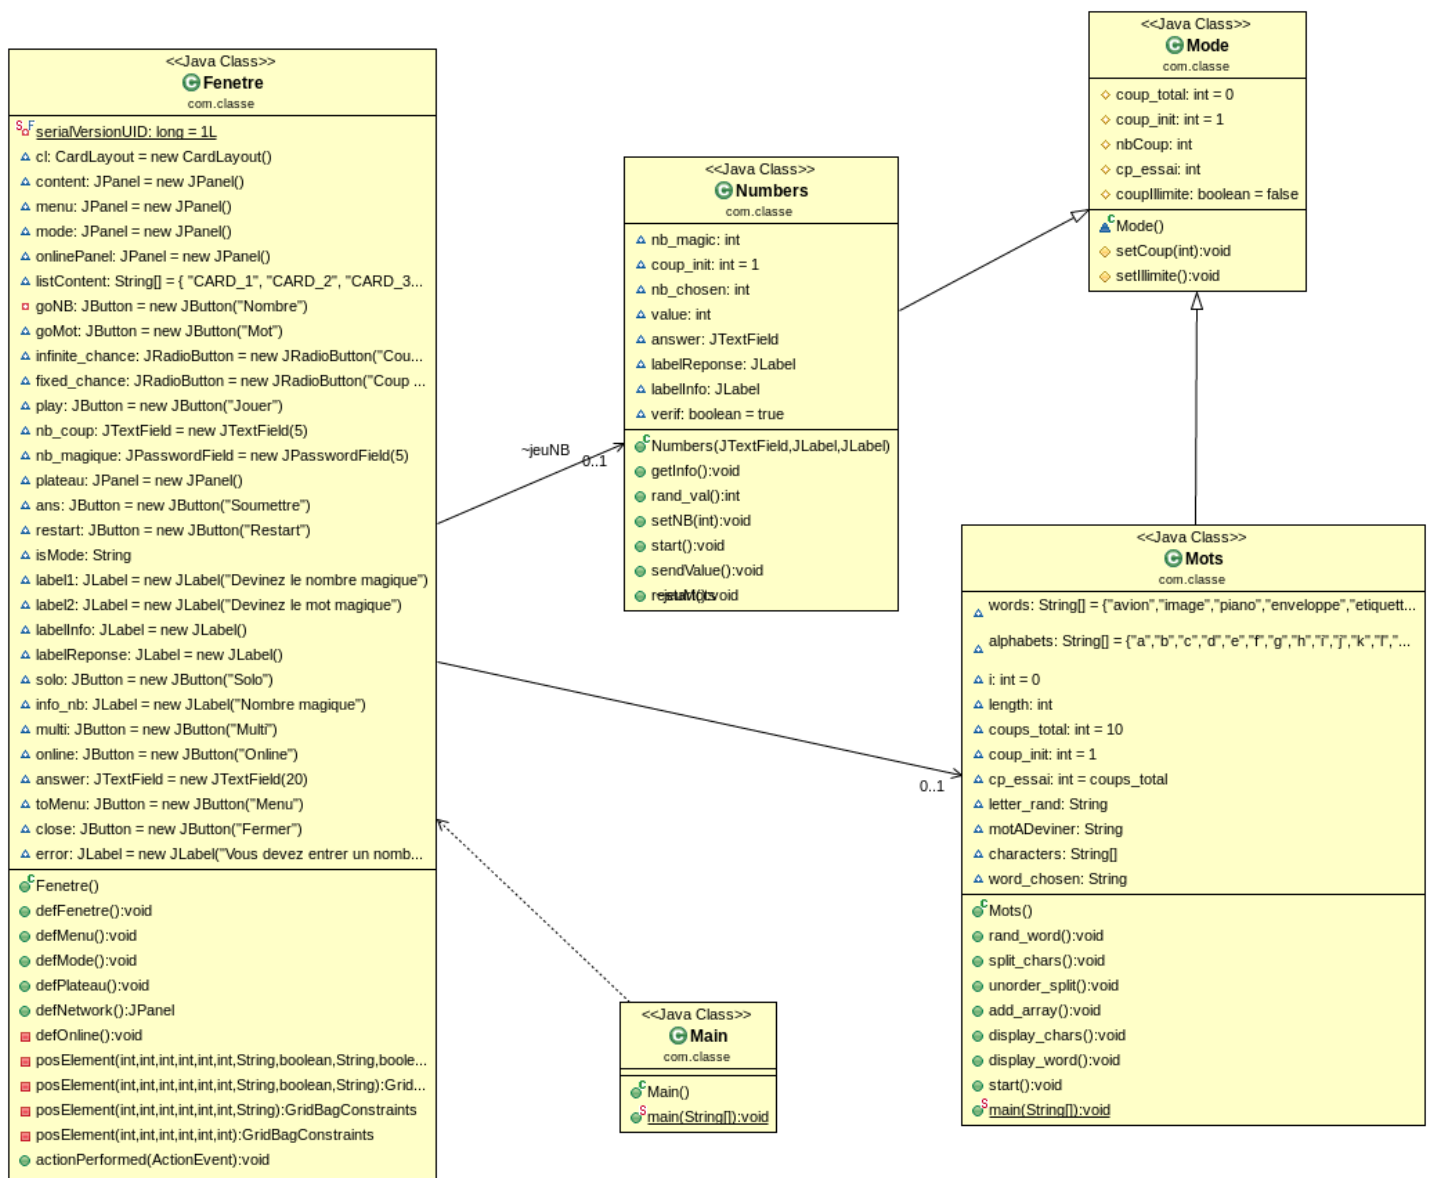 <<Java Class>>
Fenetre
com.classe
serialVersionUID: long = 1L
cl: CardLayout = new CardLayout()
content: JPanel = new JPanel()
menu: JPanel = new JPanel()
mode: JPanel = new JPanel()
onlinePanel: JPanel = new JPanel()
listContent: String[] = { "CARD_1", "CARD_2", "CARD_3...
goNB: JButton = new JButton("Nombre")
goMot: JButton = new JButton("Mot")
infinite_chance: JRadioButton = new JRadioButton("Cou...
fixed_chance: JRadioButton = new JRadioButton("Coup ...
play: JButton = new JButton("Jouer")
nb_coup: JTextField = new JTextField(5)
nb_magique: JPasswordField = new JPasswordField(5)
plateau: JPanel = new JPanel()
ans: JButton = new JButton("Soumettre")
restart: JButton = new JButton("Restart")
isMode: String
label1: JLabel = new JLabel("Devinez le nombre magique")
label2: JLabel = new JLabel("Devinez le mot magique")
labelInfo: JLabel = new JLabel()
labelReponse: JLabel = new JLabel()
solo: JButton = new JButton("Solo")
info_nb: JLabel = new JLabel("Nombre magique")
multi: JButton = new JButton("Multi")
online: JButton = new JButton("Online")
answer: JTextField = new JTextField(20)
toMenu: JButton = new JButton("Menu")
close: JButton = new JButton("Fermer")
error: JLabel = new JLabel("Vous devez entrer un nomb...
Fenetre()
defFenetre():void
defMenu():void
defMode():void
defPlateau():void
defNetwork():JPanel
defOnline():void
posElement(int,int,int,int,int,int,String,boolean,String,boole...
posElement(int,int,int,int,int,int,String,boolean,String):Grid...
posElement(int,int,int,int,int,int,String):GridBagConstraints
posElement(int,int,int,int,int,int):GridBagConstraints
actionPerformed(ActionEvent):void
~jeuNB
0..1
<<Java Class>>
Numbers
com.classe
nb_magic: int
coup_init: int = 1
nb_chosen: int
value: int
answer: JTextField
labelReponse: JLabel
labelInfo: JLabel
verif: boolean = true
Numbers(JTextField,JLabel,JLabel)
getInfo():void
rand_val():int
setNB(int):void
start():void
sendValue():void
restart():void
~jeuMots
<<Java Class>>
Mode
com.classe
coup_total: int = 0
coup_init: int = 1
nbCoup: int
cp_essai: int
coupIllimite: boolean = false
Mode()
setCoup(int):void
setIllimite():void
0..1
<<Java Class>>
Mots
com.classe
words: String[] = {"avion","image","piano","enveloppe","etiquett...
alphabets: String[] = {"a","b","c","d","e","f","g","h","i","j","k","l","...
i: int = 0
length: int
coups_total: int = 10
coup_init: int = 1
cp_essai: int = coups_total
letter_rand: String
motADeviner: String
characters: String[]
word_chosen: String
Mots()
rand_word():void
split_chars():void
unorder_split():void
add_array():void
display_chars():void
display_word():void
start():void
main(String[]):void
<<Java Class>>
Main
com.classe
Main()
main(String[]):void